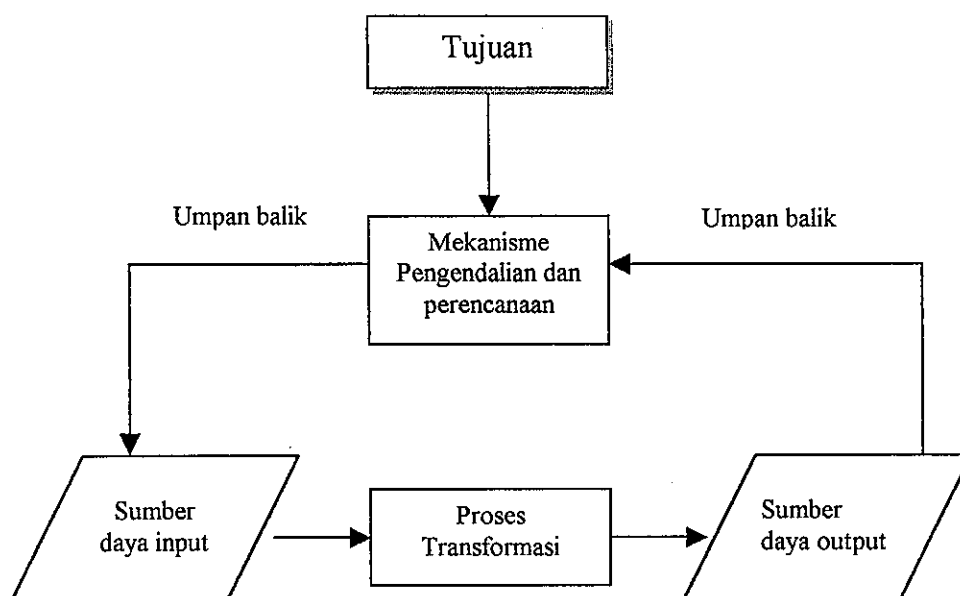 Tujuan
Umpan balik
Umpan balik
Mekanisme
Pengendalian dan
perencanaan
Sumber
daya input
Proses
Transformasi
Sumber
daya output